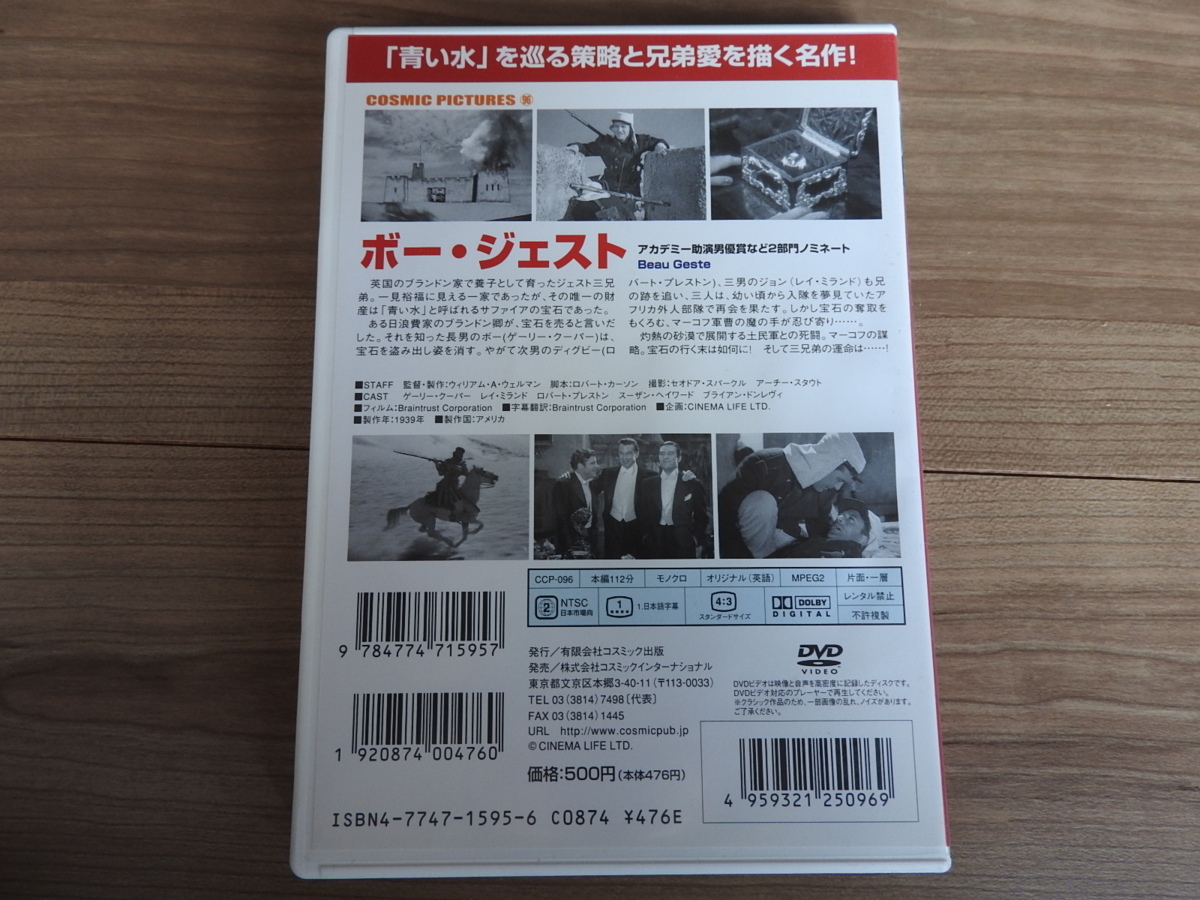 「青い水」を巡る策略と兄弟愛を描く名作!
COSMIC PICTURES 96
ボー・ジェスト
アカデミー助演男優賞など2部門ノミネート
Beau Geste
英国のブランドン家で養子として育ったジェスト三兄
弟。一見裕福に見える一家であったが、その唯一の財
産は「青い水」と呼ばれるサファイアの宝石であった。
ある日浪費家のブランドン卿が、宝石を売ると言いだ
した。それを知った長男のボー(ゲーリー・クーパー)は、
宝石を盗み出し姿を消す。やがて次男のディグビー(ロ
バート・プレストン)、三男のジョン(レイ・ミランド)も兄
の跡を追い、三人は、幼い頃から入隊を夢見ていたア
フリカ外人部隊で再会を果たす。しかし宝石の奪取を
もくろむ、マーコフ軍曹の魔の手が忍び寄り……。
灼熱の砂漠で展開する土民軍との死闘。マーコフの謀
略。宝石の行く末は如何に! そして三兄弟の運命は……!
■STAFF 監督・製作:ウィリアム・A・ウェルマン 脚本:ロバート・カーソン 撮影:セオドア・スパークル アーチー・スタウト
■CAST ゲーリー・クーパー レイ・ミランド ロバート・プレストン スーザン・ヘイワード ブライアン・ドンレヴィ
■フィルム:Braintrust Corporation ■字幕翻訳:Braintrust Corporation ■企画:CINEMA LIFE LTD.
■製作年:1939年 ■製作国:アメリカ
CCP-096 本編112分 モノクロ オリジナル(英語) MPEG2 片面・一層
2 NTSC 日本市場向 1 1.日本語字幕 4:3 スタンダードサイズ DOLBY DIGITAL レンタル禁止
不許複製
9 784774 715957
1 920874 004760
発行/有限会社コスミック出版
発売/株式会社コスミックインターナショナル
東京都文京区本郷3-40-11(〒113-0033)
TEL 03(3814)7498〔代表〕
FAX 03(3814)1445
URL http://www.cosmicpub.jp
© CINEMA LIFE LTD.
価格:500円(本体476円)
DVD VIDEO
DVDビデオは映像と音声を高密度に記録したディスクです。
DVDビデオ対応のプレーヤーで再生してください。
※クラシック作品のため、一部画像の乱れ、ノイズがあります。
ご了承ください。
4 959321 250969
ISBN4-7747-1595-6 C0874 ¥476E